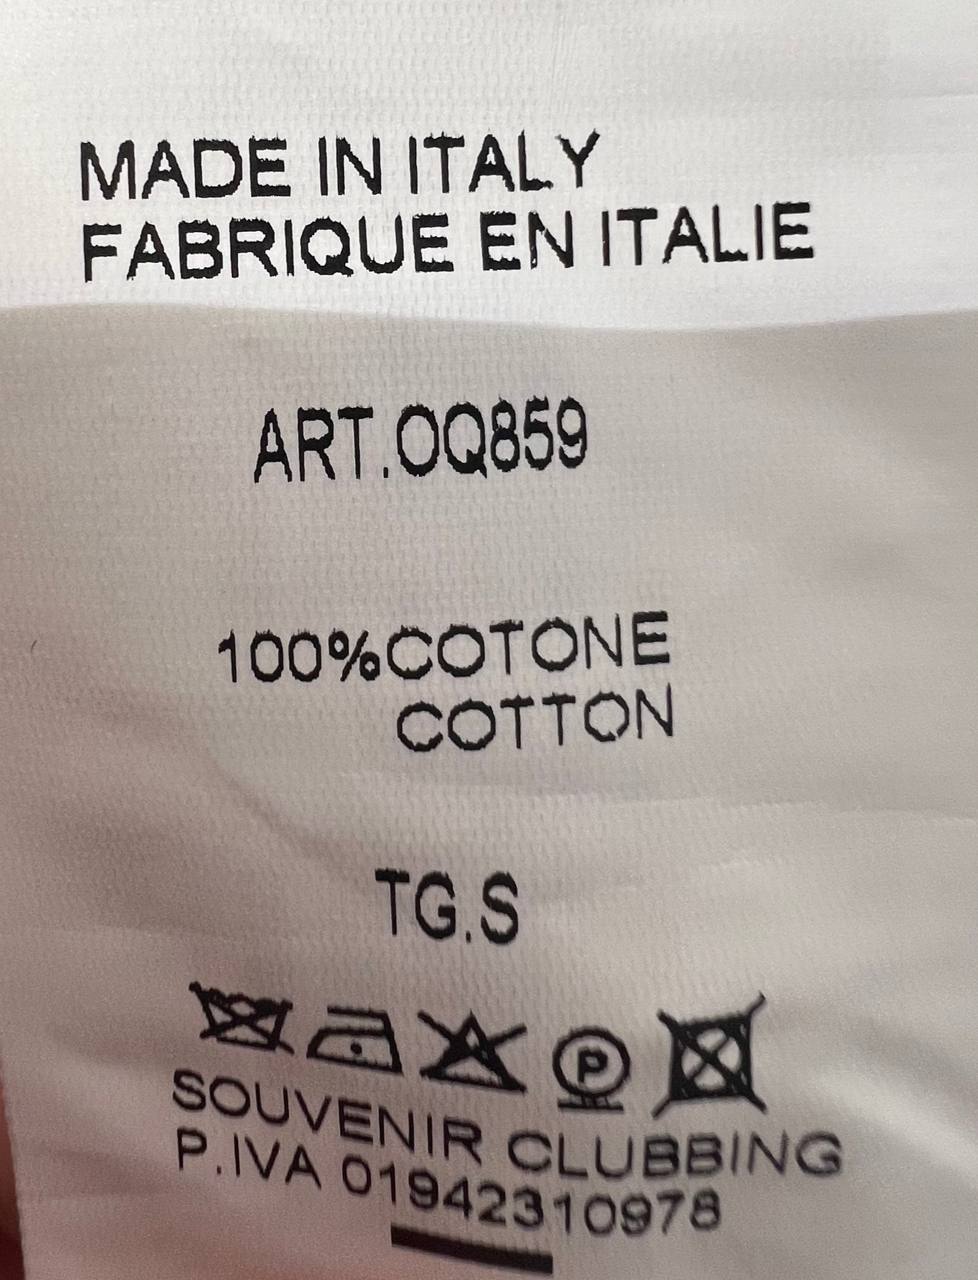 MADE IN ITALY
FABRIQUE EN ITALIE
ART.OQ859
100%COTONE
COTTON
TG.S
P
SOUVENIR CLUBBING
P.IVA 01942310978